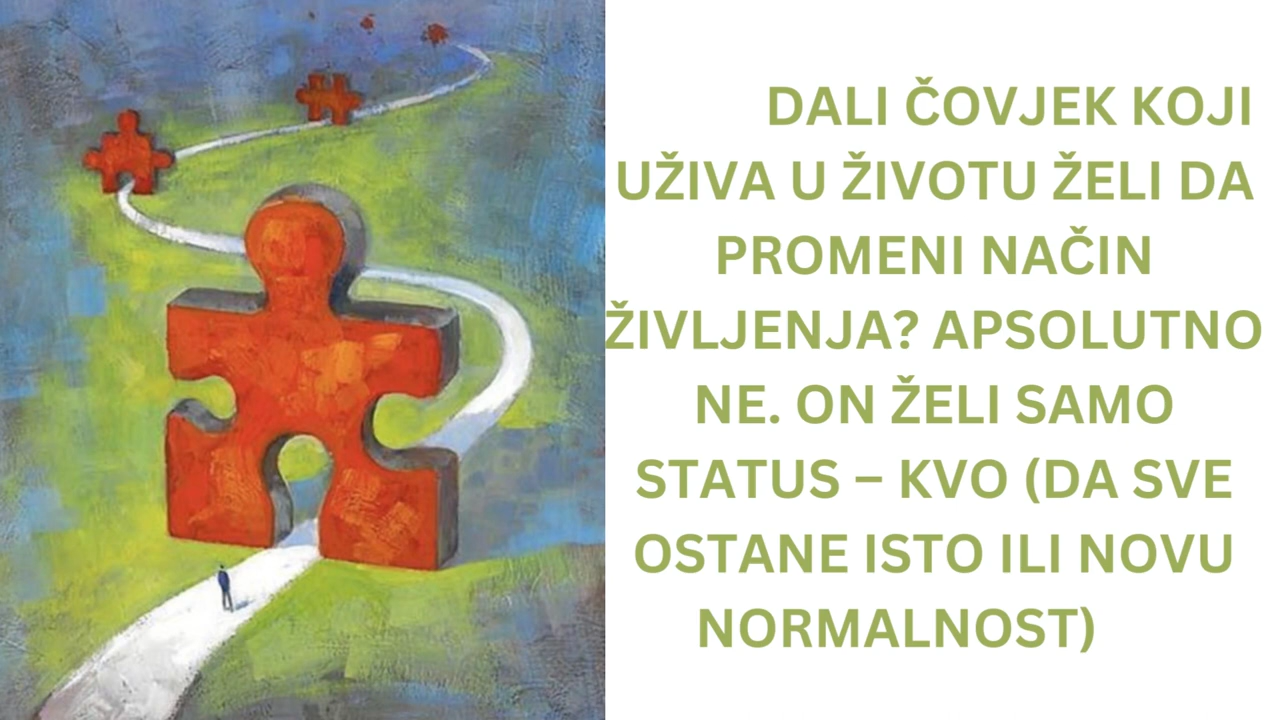 DALI ČOVJEK KOJI
UŽIVA U ŽIVOTU ŽELI DA
PROMENI NAČIN
ŽIVLJENJA? APSOLUTNO
NE. ON ŽELI SAMO
STATUS – KVO (DA SVE
OSTANE ISTO ILI NOVU
NORMALNOST)